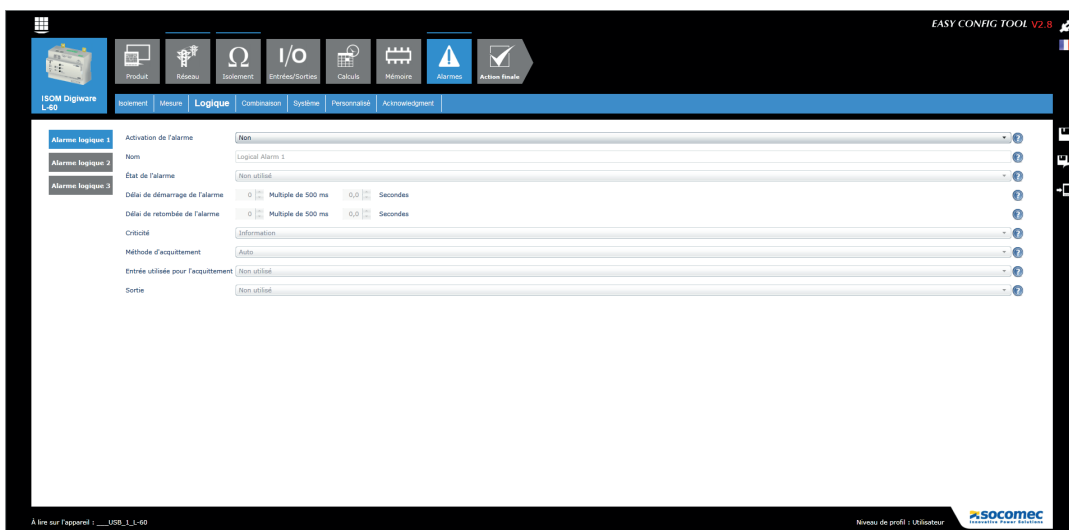 EASY CONFIG TOOL V2.8
Produit
Réseau
Isolement
Entrées/Sorties
Calculs
Mémoire
Alarmes
Action finale
Ω
I/O
ISOM Digiware
L-60
Isolement Mesure Logique Combinaison Système Personnalisé Acknowledgment
Alarme logique 1
Alarme logique 2
Alarme logique 3
Activation de l'alarme Non ?
Nom Logical Alarm 1 ?
État de l'alarme Non utilisé ?
Délai de démarrage de l'alarme 0 Multiple de 500 ms 0,0 Secondes ?
Délai de retombée de l'alarme 0 Multiple de 500 ms 0,0 Secondes ?
Criticité Information ?
Méthode d'acquittement Auto ?
Entrée utilisée pour l'acquittement Non utilisé ?
Sortie Non utilisé ?
À lire sur l'appareil : ___USB_1_L-60
Niveau de profil : Utilisateur
socomec
Innovative Power Solutions